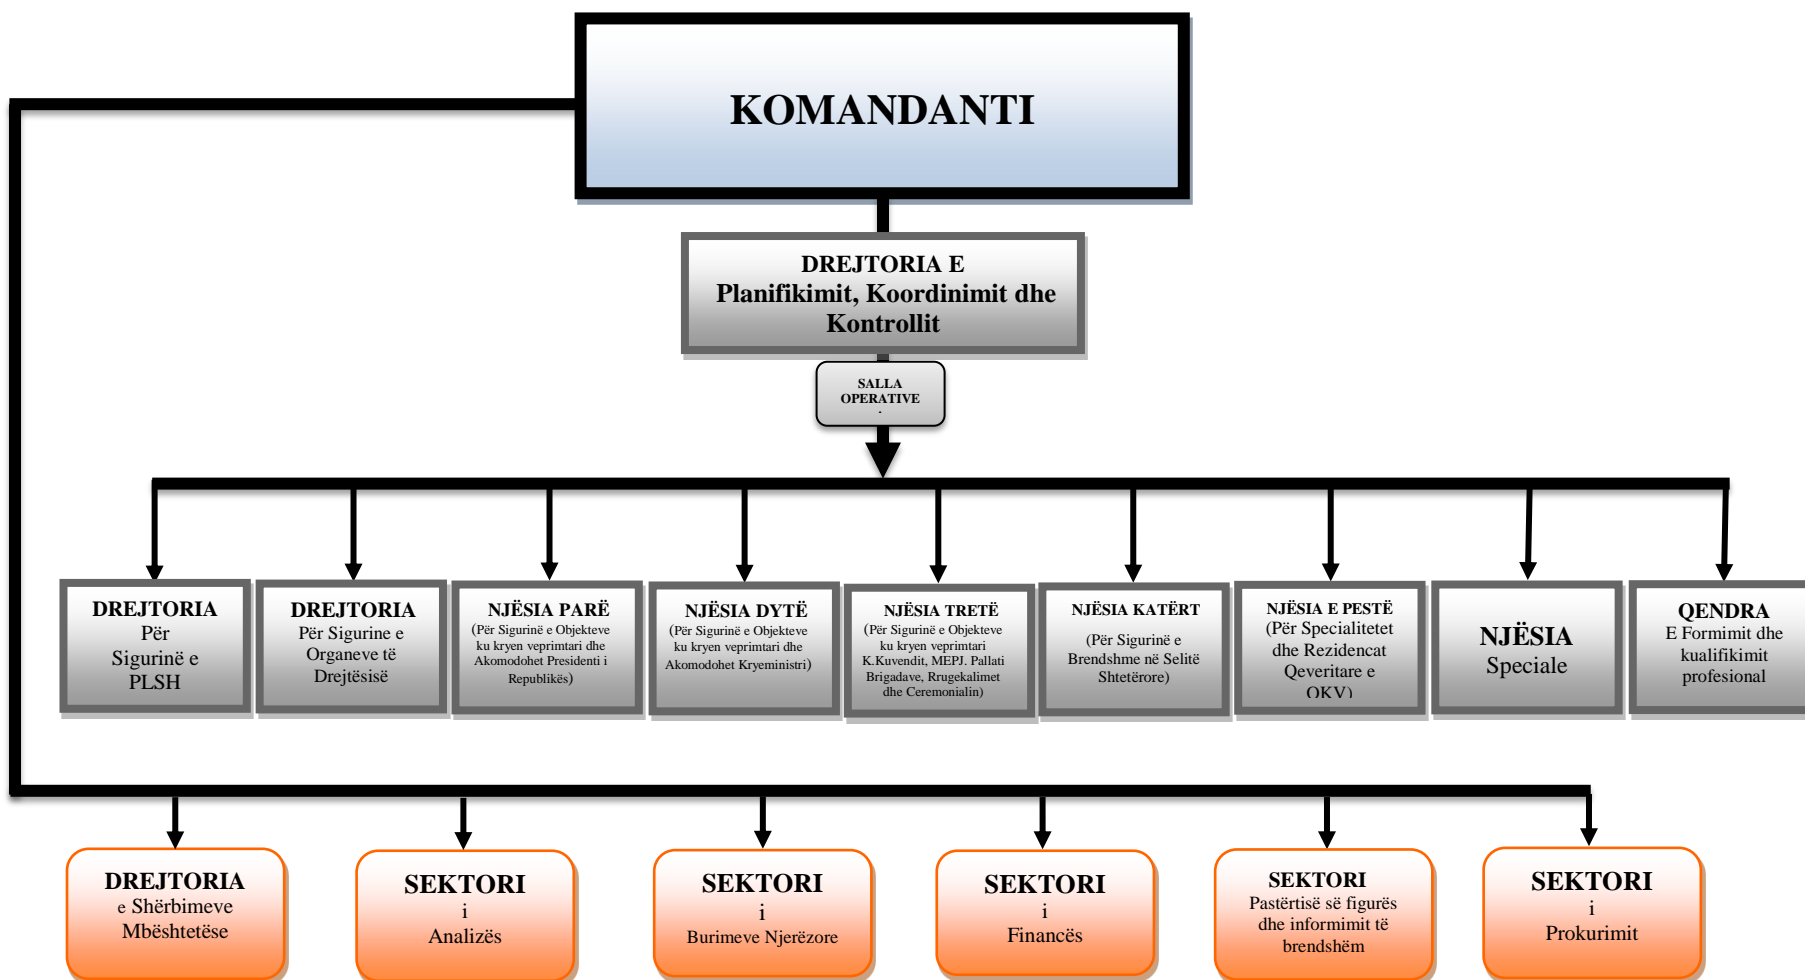 KOMANDANTI
DREJTORIA E
Planifikimit, Koordinimit dhe
Kontrollit
SALLA
OPERATIVE
.
DREJTORIA
Për
Sigurinë e
PLSH
DREJTORIA
Për Sigurine e
Organeve të
Drejtësisë
NJËSIA PARË
(Për Sigurinë e Objekteve
ku kryen veprimtari dhe
Akomodohet Presidenti i
Republikës)
NJËSIA DYTË
(Për Sigurinë e Objekteve
ku kryen veprimtari dhe
Akomodohet Kryeministri)
NJËSIA TRETË
(Për Sigurinë e Objekteve
ku kryen veprimtari
K.Kuvendit, MEPJ. Pallati
Brigadave, Rrugekalimet
dhe Ceremonialin)
NJËSIA KATËRT
(Për Sigurinë e
Brendshme në Selitë
Shtetërore)
NJËSIA E PESTË
(Për Specialitetet
dhe Rezidencat
Qeveritare e
OKV)
NJËSIA
Speciale
QENDRA
E Formimit dhe
kualifikimit
profesional
DREJTORIA
e Shërbimeve
Mbështetëse
SEKTORI
i
Analizës
SEKTORI
i
Burimeve Njerëzore
SEKTORI
i
Financës
SEKTORI
Pastërtisë së figurës
dhe informimit të
brendshëm
SEKTORI
i
Prokurimit